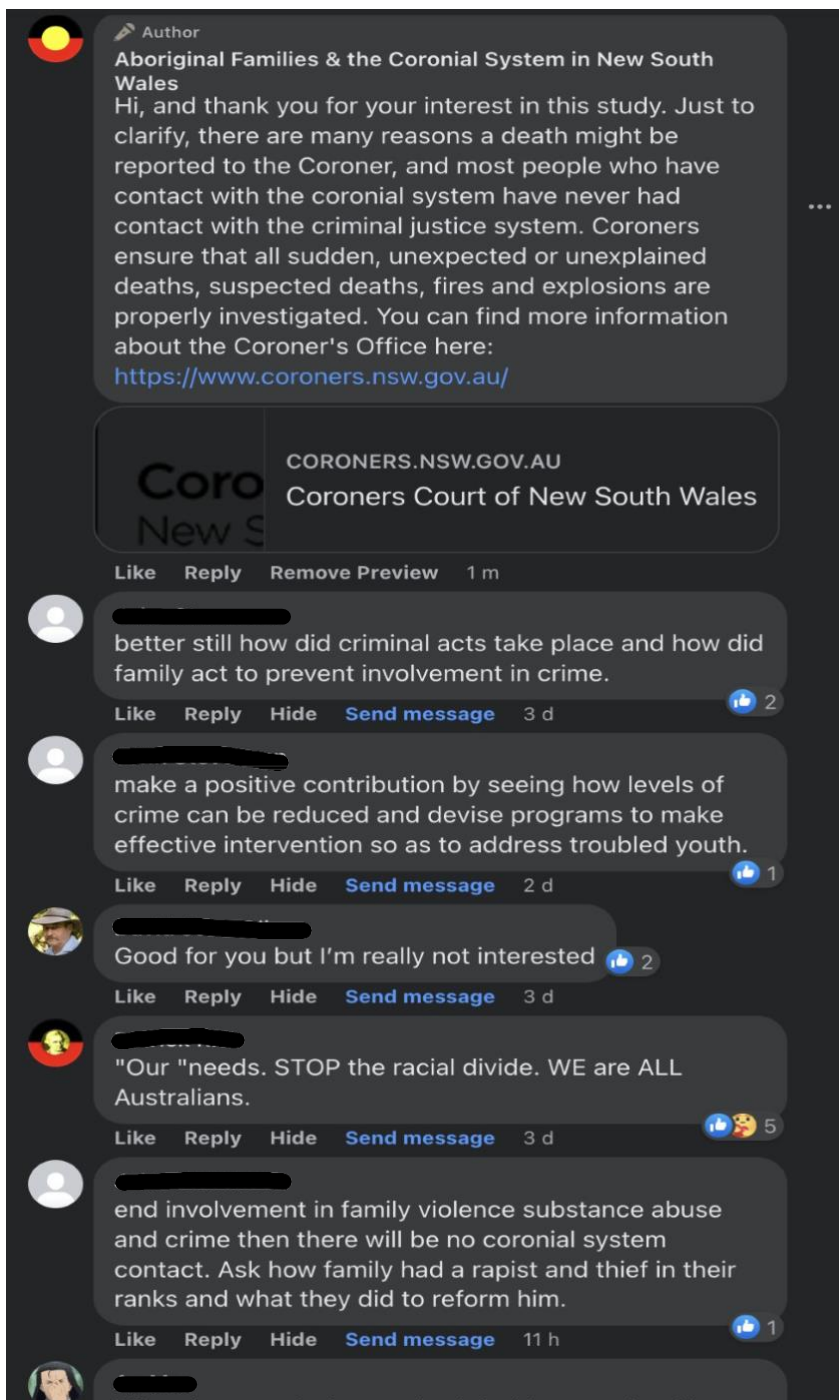 Author
Aboriginal Families & the Coronial System in New South
Wales
Hi, and thank you for your interest in this study. Just to
clarify, there are many reasons a death might be
reported to the Coroner, and most people who have
contact with the coronial system have never had
contact with the criminal justice system. Coroners
ensure that all sudden, unexpected or unexplained
deaths, suspected deaths, fires and explosions are
properly investigated. You can find more information
about the Coroner's Office here:
https://www.coroners.nsw.gov.au/
Coro
New S
CORONERS.NSW.GOV.AU
Coroners Court of New South Wales
Like Reply Remove Preview 1 m
better still how did criminal acts take place and how did
family act to prevent involvement in crime.
2
Like Reply Hide Send message 3 d
make a positive contribution by seeing how levels of
crime can be reduced and devise programs to make
effective intervention so as to address troubled youth.
1
Like Reply Hide Send message 2 d
Good for you but I'm really not interested 2
Like Reply Hide Send message 3 d
"Our "needs. STOP the racial divide. WE are ALL
Australians.
5
Like Reply Hide Send message 3 d
end involvement in family violence substance abuse
and crime then there will be no coronial system
contact. Ask how family had a rapist and thief in their
ranks and what they did to reform him.
1
Like Reply Hide Send message 11 h